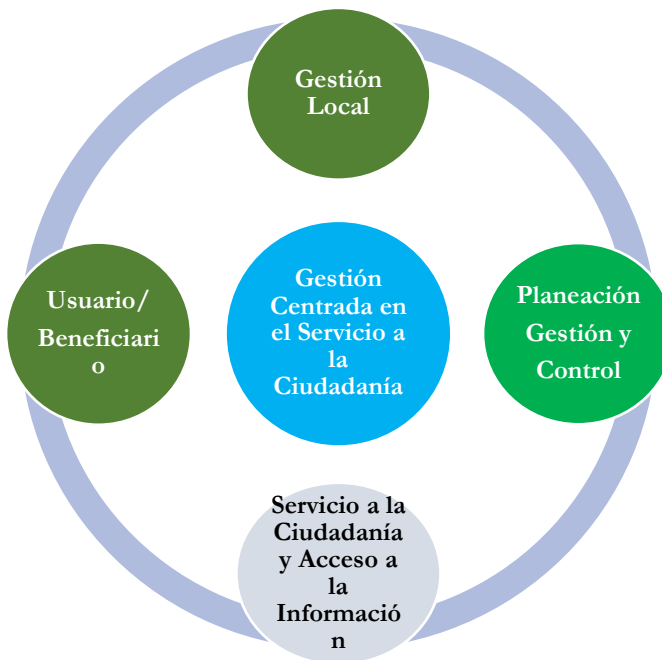 Gestión
Local
Usuario/
Beneficiari
o
Gestión
Centrada en
el Servicio a
la
Ciudadanía
Planeación
Gestión y
Control
Servicio a la
Ciudadanía
y Acceso a
la
Informació
n